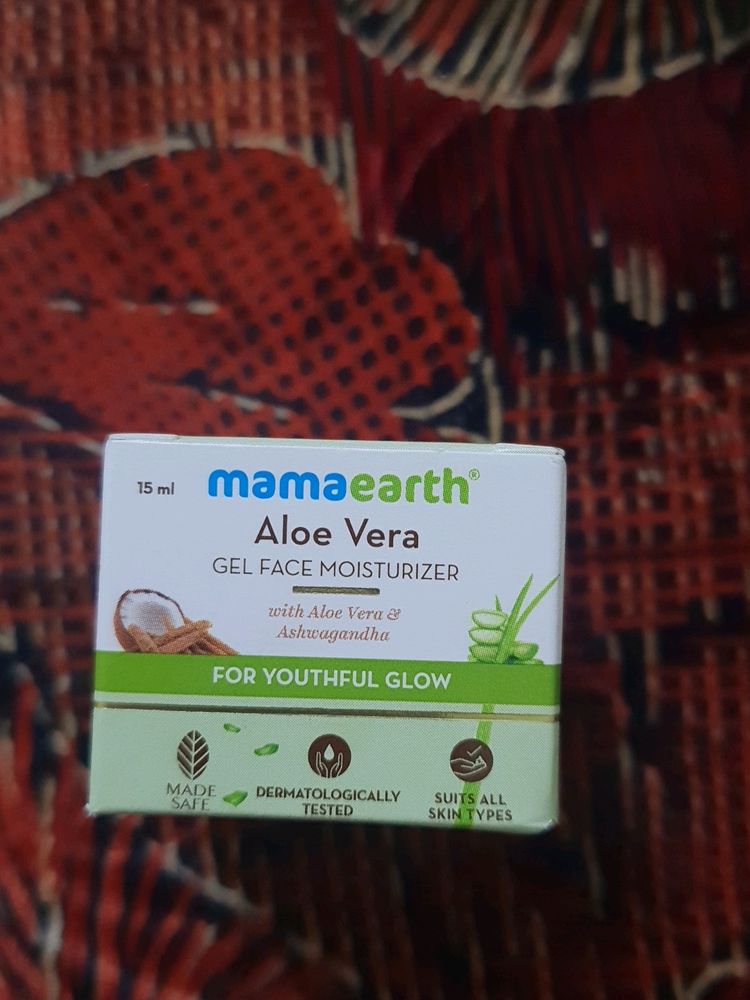 15 ml
mamaearth®
Aloe Vera
GEL FACE MOISTURIZER
with Aloe Vera &
Ashwagandha
FOR YOUTHFUL GLOW
MADE
SAFE
DERMATOLOGICALLY
TESTED
SUITS ALL
SKIN TYPES